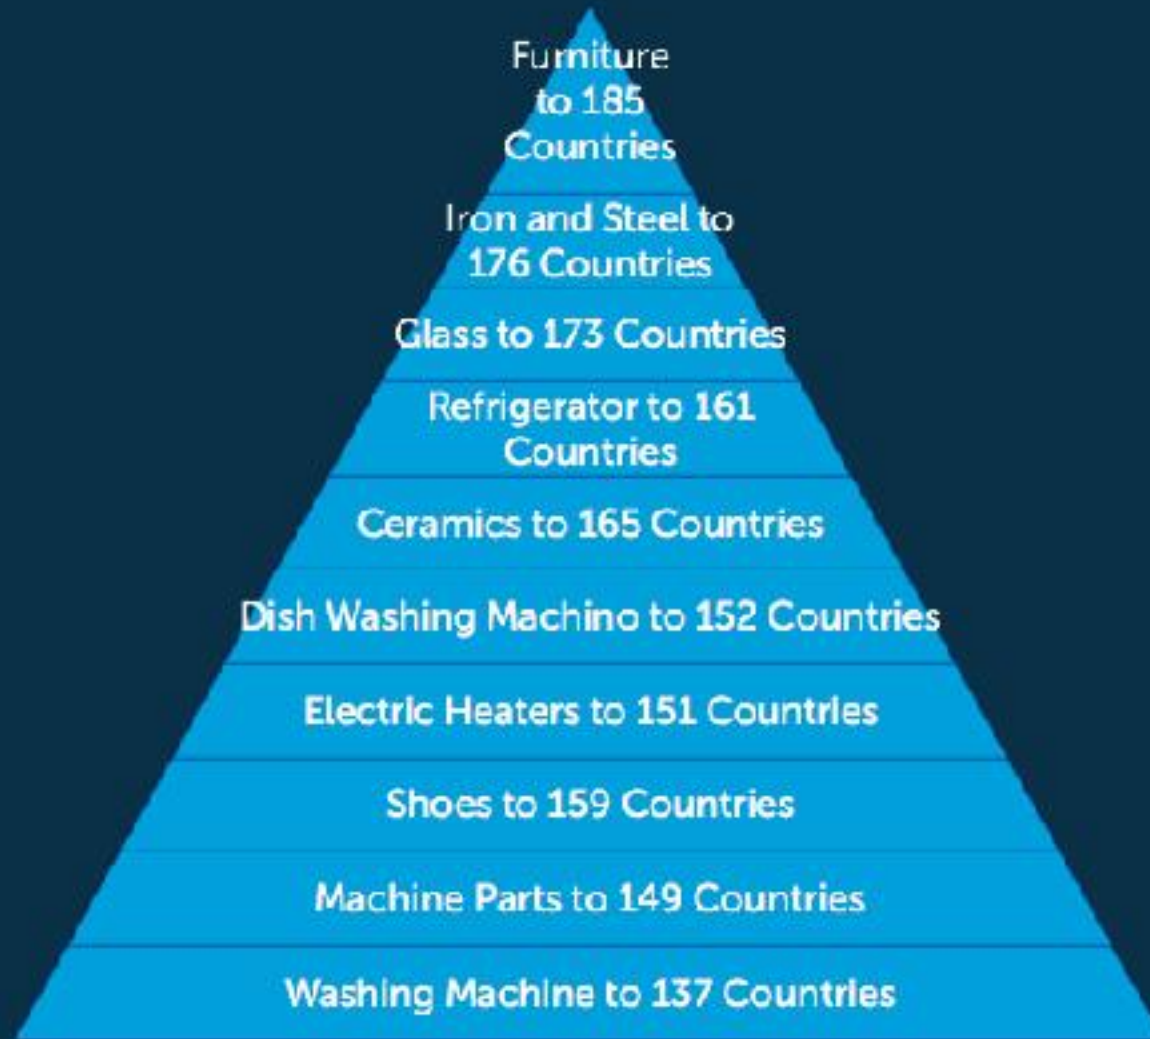 Furniture
to 185
Countries
Iron and Steel to
176 Countries
Glass to 173 Countries
Refrigerator to 161
Countries
Ceramics to 165 Countries
Dish Washing Machino to 152 Countries
Electric Heaters to 151 Countries
Shoes to 159 Countries
Machine Parts to 149 Countries
Washing Machine to 137 Countries